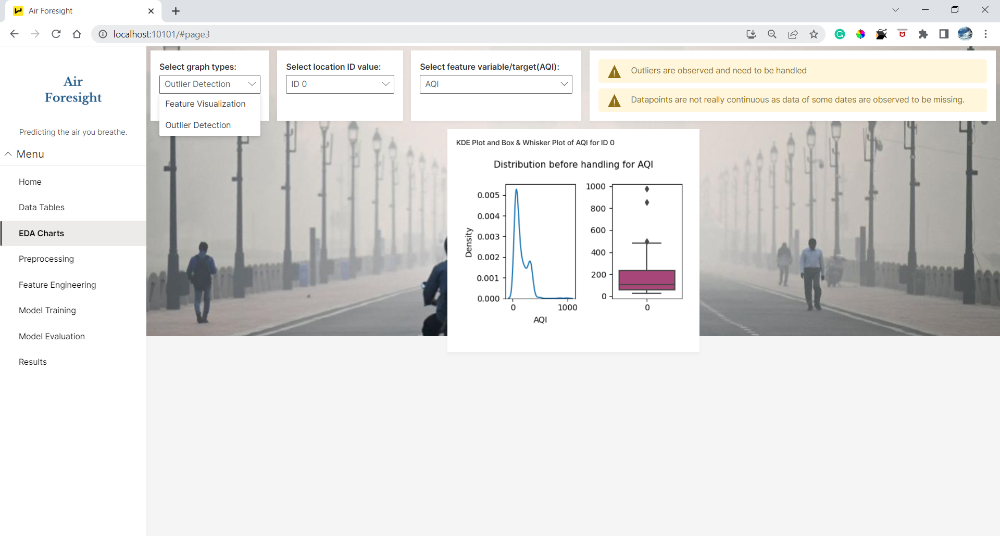 Air Foresight
localhost:10101/#page3
Air
Foresight
Predicting the air you breathe.
Menu
Home
Data Tables
EDA Charts
Preprocessing
Feature Engineering
Model Training
Model Evaluation
Results
Select graph types:
Outlier Detection
Feature Visualization
Outlier Detection
Select location ID value:
ID 0
Select feature variable/target(AQI):
AQI
Outliers are observed and need to be handled
Datapoints are not really continuous as data of some dates are observed to be missing.
KDE Plot and Box & Whisker Plot of AQI for ID 0
Distribution before handling for AQI
Density
0.005
0.004
0.003
0.002
0.001
0.000
0 1000
AQI
1000
800
600
400
200
0
0